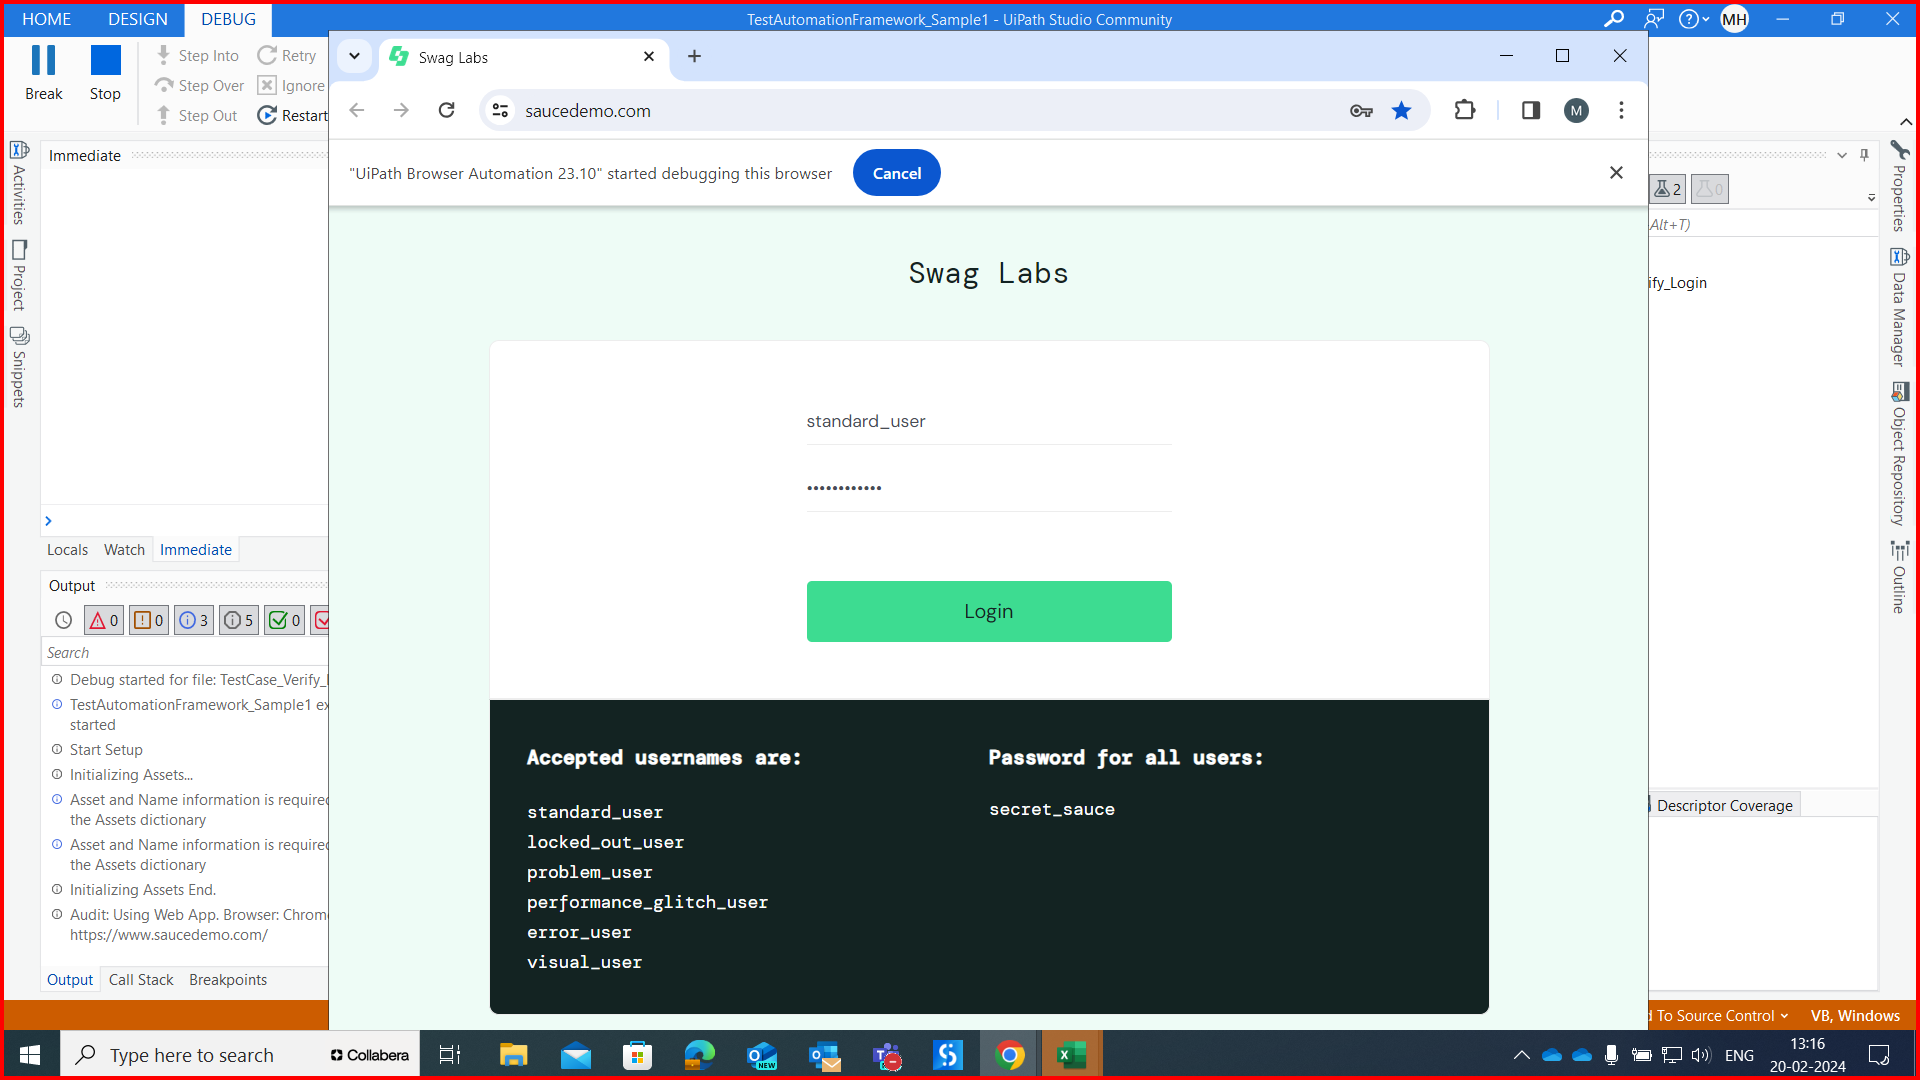 HOME DESIGN DEBUG
TestAutomationFramework_Sample1 - UiPath Studio Community
MH
Break
Stop
Step Into
Step Over
Step Out
Retry
Ignore
Restart
Swag Labs
saucedemo.com
M
"UiPath Browser Automation 23.10" started debugging this browser
Cancel
Activities
Project
Snippets
Immediate
Locals Watch Immediate
Output
0 0 3 5 0
Search
Debug started for file: TestCase_Verify_
TestAutomationFramework_Sample1 ex
started
Start Setup
Initializing Assets...
Asset and Name information is required
the Assets dictionary
Asset and Name information is required
the Assets dictionary
Initializing Assets End.
Audit: Using Web App. Browser: Chrome
https://www.saucedemo.com/
Output Call Stack Breakpoints
Swag Labs
standard_user
••••••••••••
Login
Accepted usernames are:
standard_user
locked_out_user
problem_user
performance_glitch_user
error_user
visual_user
Password for all users:
secret_sauce
2 0
Alt+T)
ify_Login
Descriptor Coverage
Properties
Data Manager
Object Repository
Outline
d To Source Control
VB, Windows
Type here to search
Collabera
NEW
ENG
13:16
20-02-2024